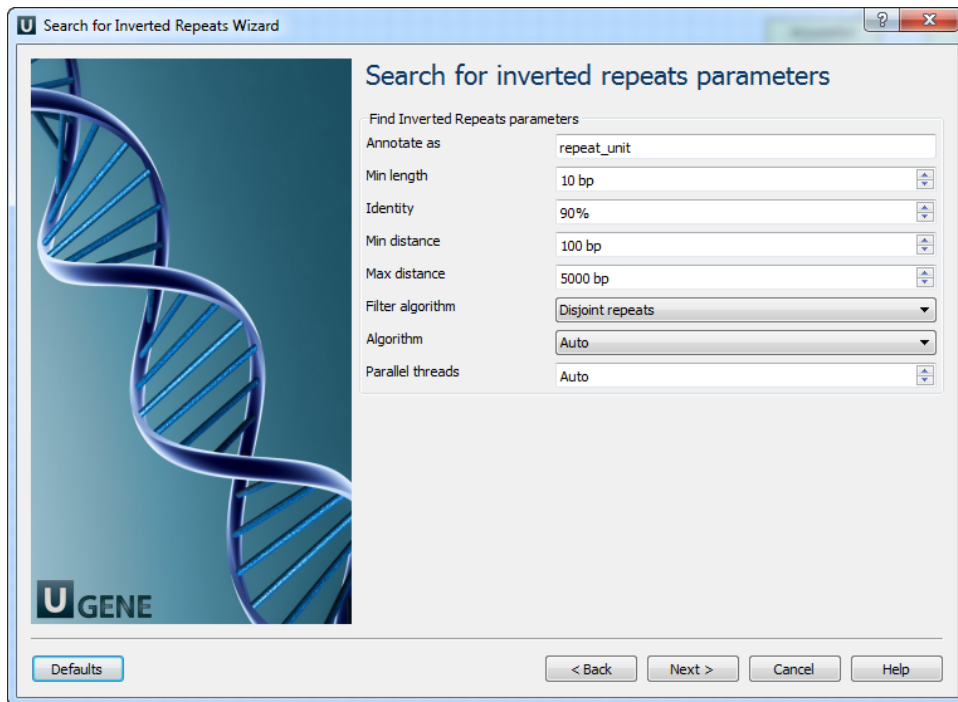 Search for Inverted Repeats Wizard
Search for inverted repeats parameters
Find Inverted Repeats parameters
Annotate as repeat_unit
Min length 10 bp
Identity 90%
Min distance 100 bp
Max distance 5000 bp
Filter algorithm Disjoint repeats
Algorithm Auto
Parallel threads Auto
U GENE
Defaults < Back Next > Cancel Help